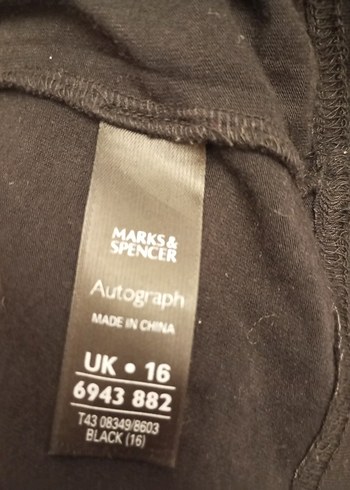 MARKS &
SPENCER
Autograph
MADE IN CHINA
UK • 16
6943 882
T43 08349/8603
BLACK (16)